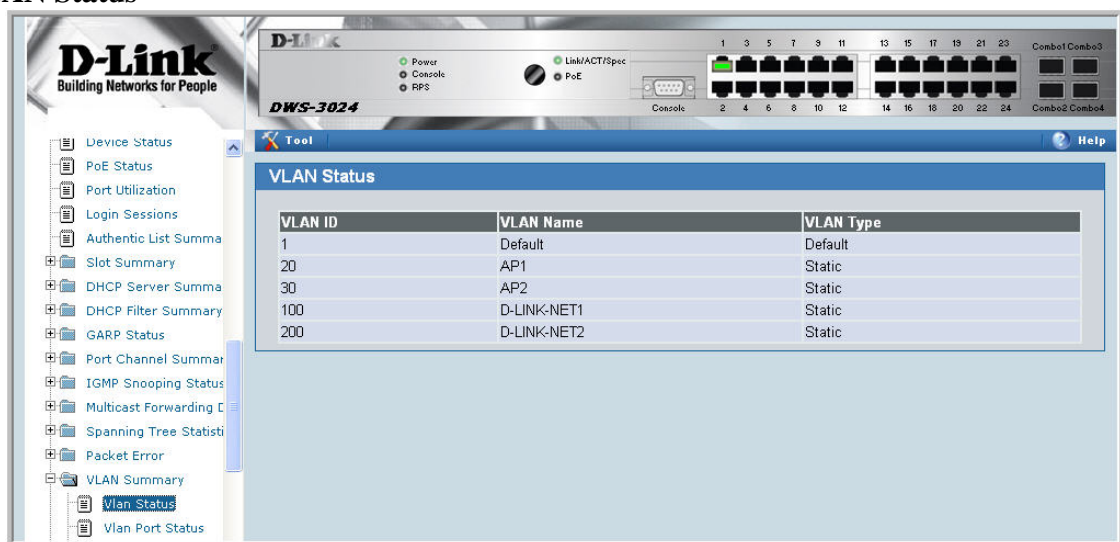 AN Status
D-Link
Building Networks for People
D-Link
Power
Console
RPS
Link/ACT/Spec
PoE
DWS-3024
Console
1 3 5 7 9 11 13 15 17 19 21 23
Combo1 Combo3
2 4 6 8 10 12 14 16 18 20 22 24
Combo2 Combo4
Tool
Help
Device Status
PoE Status
Port Utilization
Login Sessions
Authentic List Summa
Slot Summary
DHCP Server Summa
DHCP Filter Summary
GARP Status
Port Channel Summar
IGMP Snooping Status
Multicast Forwarding D
Spanning Tree Statisti
Packet Error
VLAN Summary
Vlan Status
Vlan Port Status
VLAN Status
VLAN ID VLAN Name VLAN Type
1 Default Default
20 AP1 Static
30 AP2 Static
100 D-LINK-NET1 Static
200 D-LINK-NET2 Static